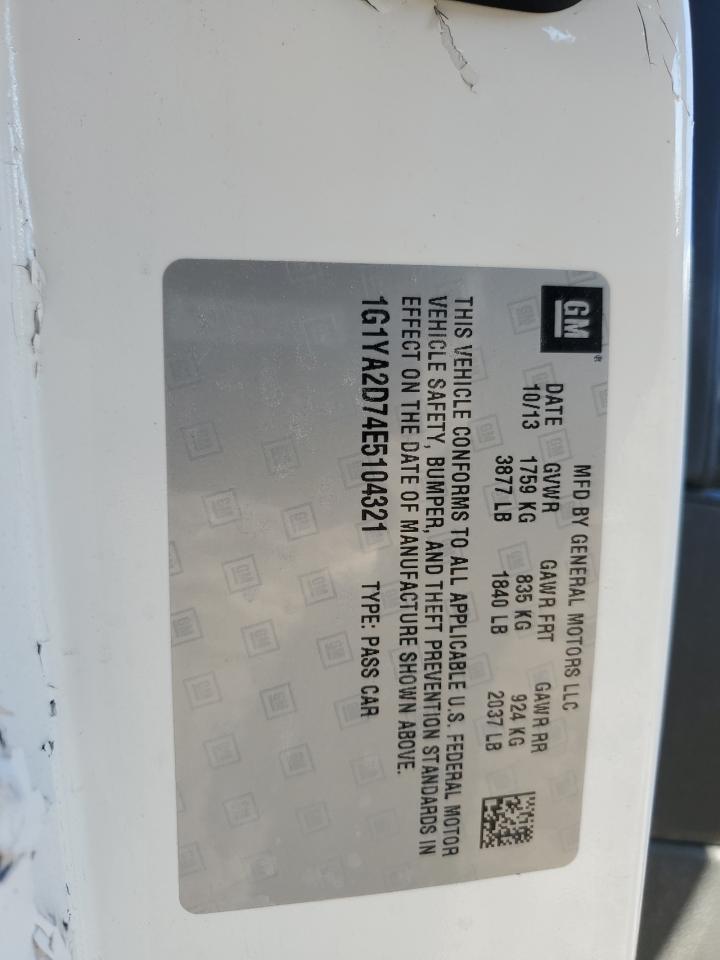 GM
MFD BY GENERAL MOTORS LLC
DATE GVWR GAWR FRT GAWR RR
10/13 1759 KG 835 KG 924 KG
3877 LB 1840 LB 2037 LB
THIS VEHICLE CONFORMS TO ALL APPLICABLE U.S. FEDERAL MOTOR
VEHICLE SAFETY, BUMPER, AND THEFT PREVENTION STANDARDS IN
EFFECT ON THE DATE OF MANUFACTURE SHOWN ABOVE.
1G1YA2D74E5104321 TYPE: PASS CAR